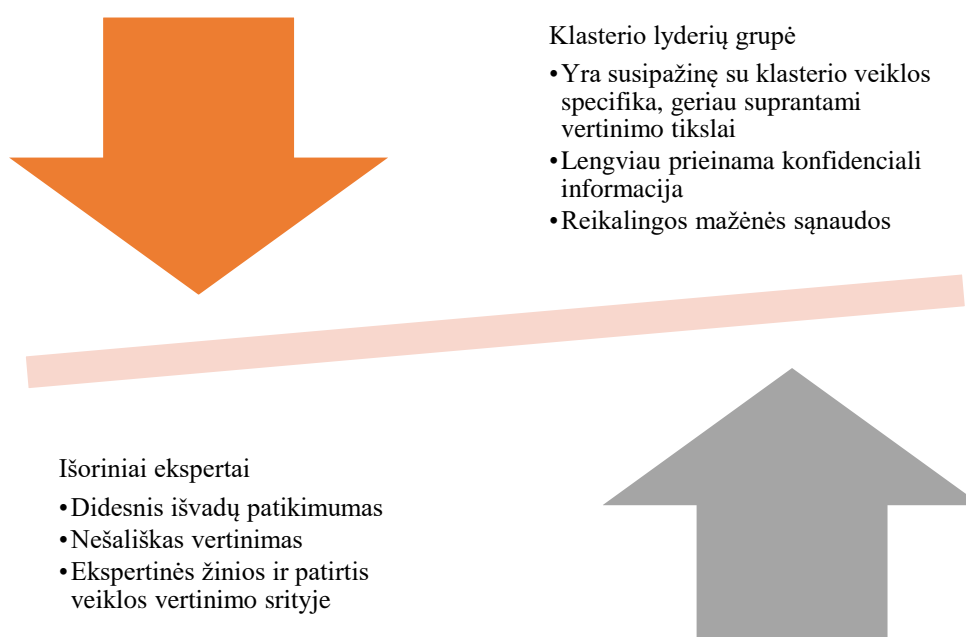 Klasterio lyderių grupė
•Yra susipažinę su klasterio veiklos
specifika, geriau suprantami
vertinimo tikslai
•Lengviau prieinama konfidenciali
informacija
•Reikalingos mažėnės sąnaudos
Išoriniai ekspertai
•Didesnis išvadų patikimumas
•Nešališkas vertinimas
•Ekspertinės žinios ir patirtis
veiklos vertinimo srityje